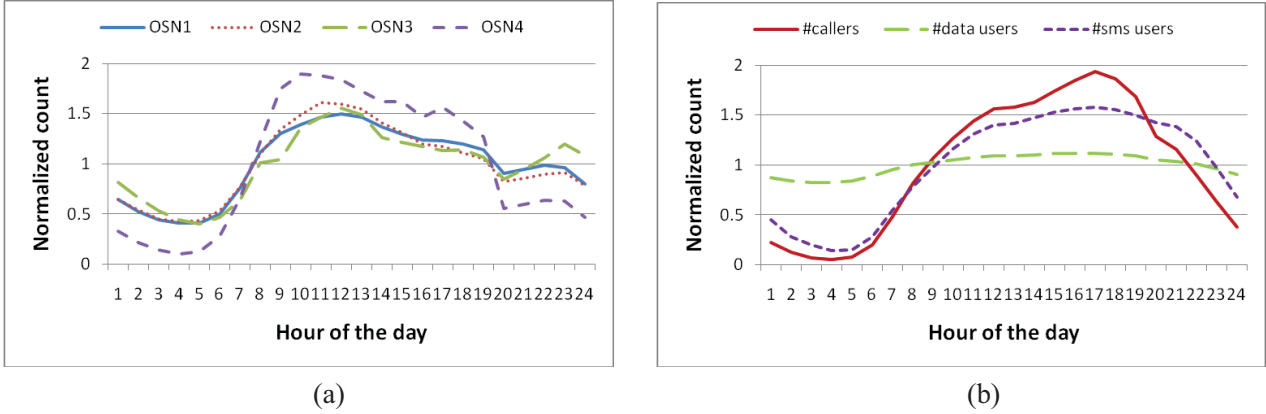 OSN1 OSN2 OSN3 OSN4
Normalized count
2
1.5
1
0.5
0
1 2 3 4 5 6 7 8 9 10 11 12 13 14 15 16 17 18 19 20 21 22 23 24
Hour of the day
(a)
#callers #data users #sms users
Normalized count
2
1.5
1
0.5
0
1 2 3 4 5 6 7 8 9 10 11 12 13 14 15 16 17 18 19 20 21 22 23 24
Hour of the day
(b)